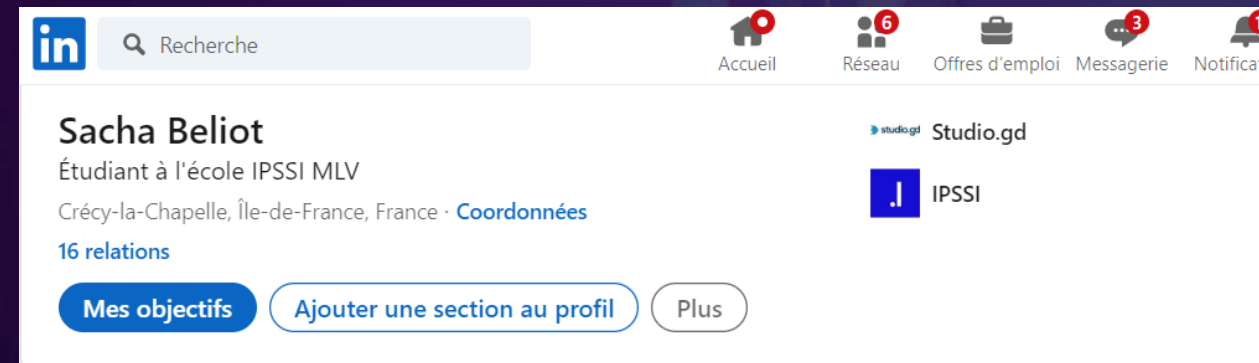 in Recherche
Accueil
6
Réseau
Offres d'emploi
3
Messagerie
Sacha Beliot
Étudiant à l'école IPSSI MLV
Crécy-la-Chapelle, Île-de-France, France · Coordonnées
16 relations
Mes objectifs Ajouter une section au profil Plus
studio.gd Studio.gd
.I IPSSI